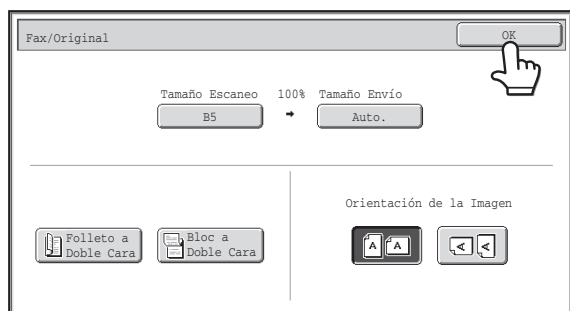 Fax/Original
OK
Tamaño Escaneo 100% Tamaño Envío
B5 → Auto.
Orientación de la Imagen
Folleto a
Doble Cara
Bloc a
Doble Cara
A A A A